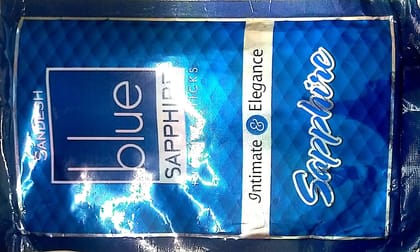 SANDESH
blue
SAPPHIRE
Intimate & Elegance
Sapphire